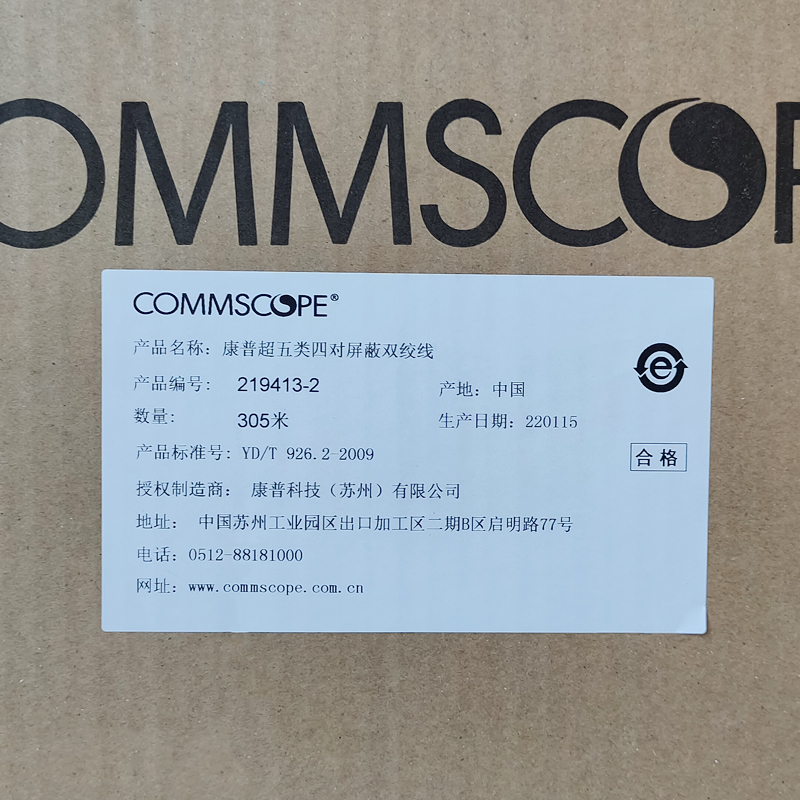 COMMSCOPE
COMMSCOPE®
产品名称：康普超五类四对屏蔽双绞线
产品编号： 219413-2
产地：中国
数量： 305米
生产日期：220115
产品标准号：YD/T 926.2-2009
合格
授权制造商： 康普科技（苏州）有限公司
地址： 中国苏州工业园区出口加工区二期B区启明路77号
电话：0512-88181000
网址：www.commscope.com.cn
e